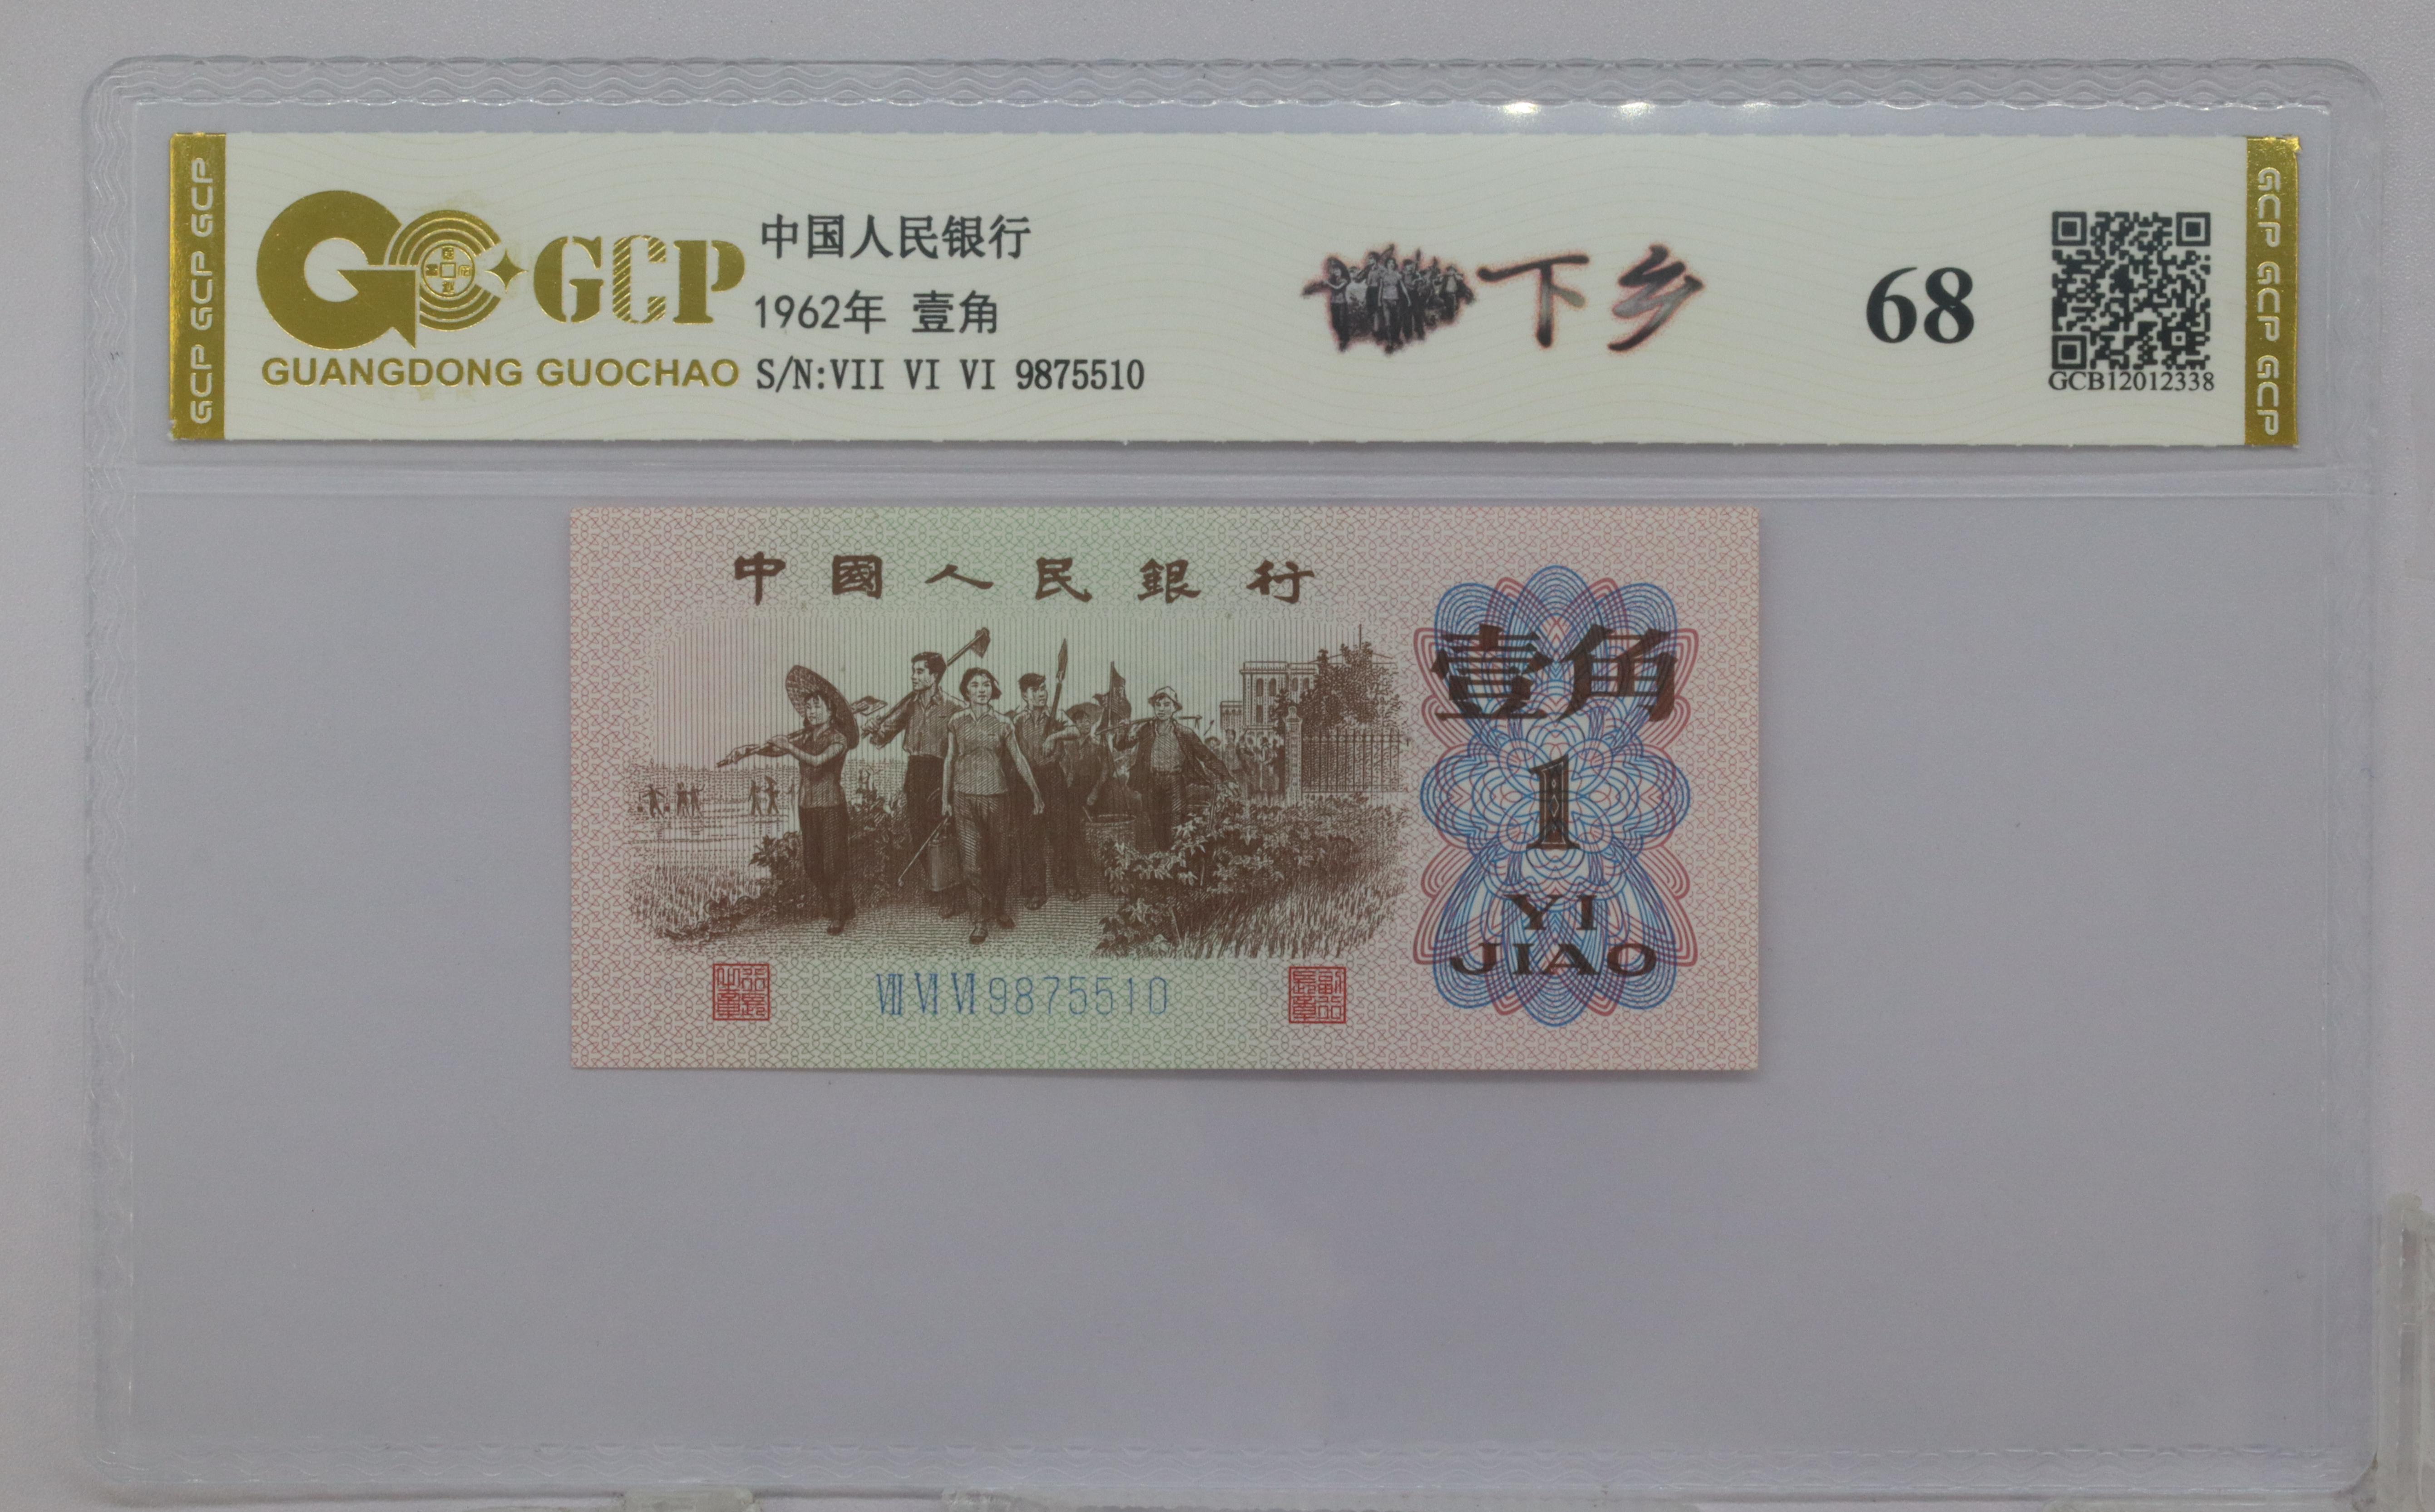 GCP GCP GCP
GCP
GUANGDONG GUOCHAO
中国人民银行
1962年 壹角
S/N:VII VI VI 9875510
下乡
68
GCB12012338
GCP GCP GCP
中國人民銀行
壹角
1
YI
JIAO
VII VI VI 9875510